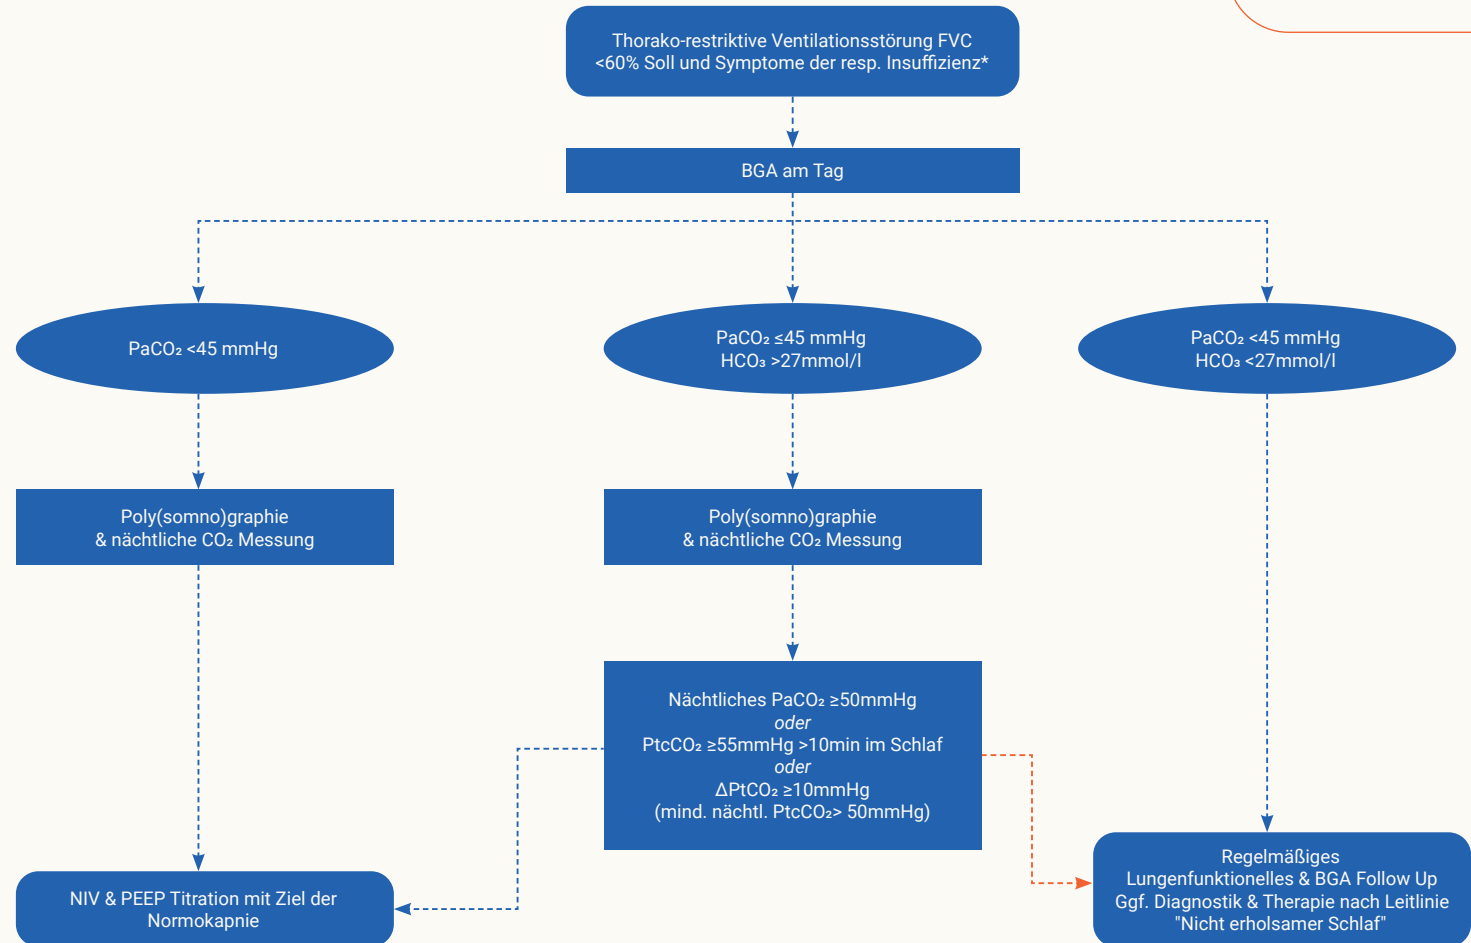 Thorako-restriktive Ventilationsstörung FVC
<60% Soll und Symptome der resp. Insuffizienz*
BGA am Tag
PaCO₂ <45 mmHg
PaCO₂ ≤45 mmHg
HCO₃ >27mmol/l
PaCO₂ <45 mmHg
HCO₃ <27mmol/l
Poly(somno)graphie
& nächtliche CO₂ Messung
Poly(somno)graphie
& nächtliche CO₂ Messung
Nächtliches PaCO₂ ≥50mmHg
oder
PtcCO₂ ≥55mmHg >10min im Schlaf
oder
ΔPtCO₂ ≥10mmHg
(mind. nächtl. PtcCO₂> 50mmHg)
NIV & PEEP Titration mit Ziel der
Normokapnie
Regelmäßiges
Lungenfunktionelles & BGA Follow Up
Ggf. Diagnostik & Therapie nach Leitlinie
"Nicht erholsamer Schlaf"